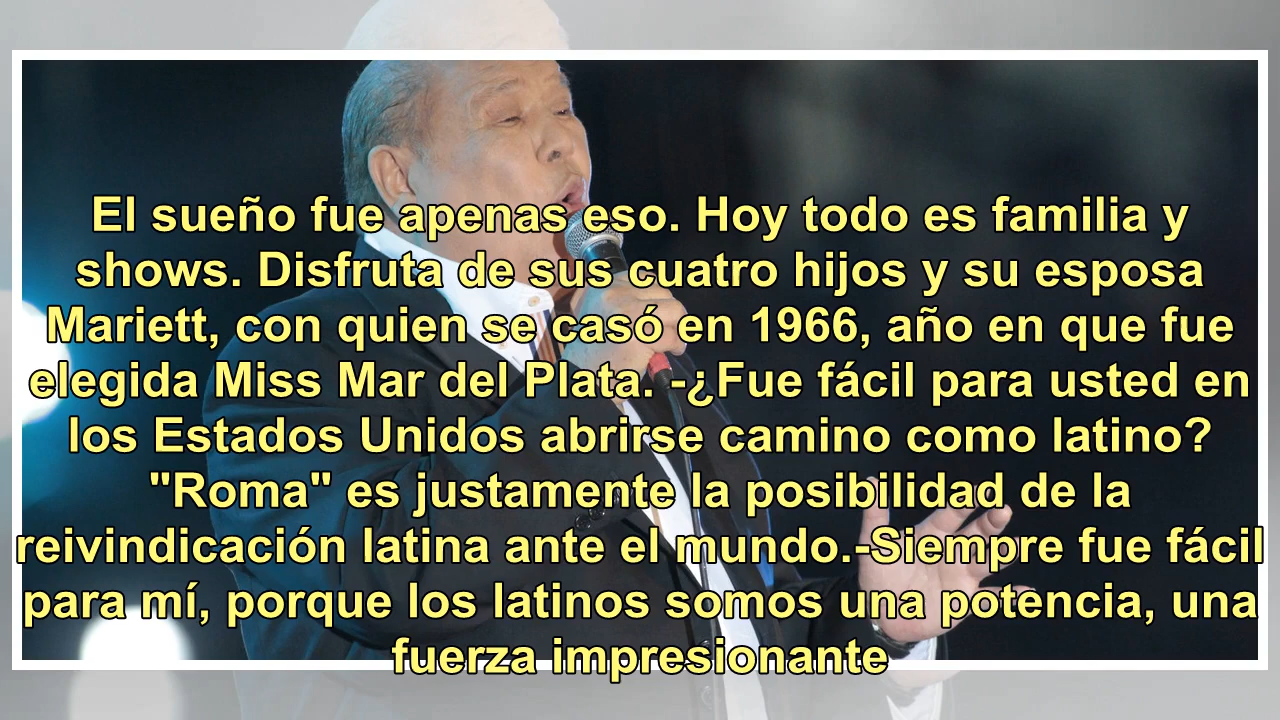 El sueño fue apenas eso. Hoy todo es familia y
shows. Disfruta de sus cuatro hijos y su esposa
Mariett, con quien se casó en 1966, año en que fue
elegida Miss Mar del Plata. -¿Fue fácil para usted en
los Estados Unidos abrirse camino como latino?
"Roma" es justamente la posibilidad de la
reivindicación latina ante el mundo.-Siempre fue fácil
para mí, porque los latinos somos una potencia, una
fuerza impresionante